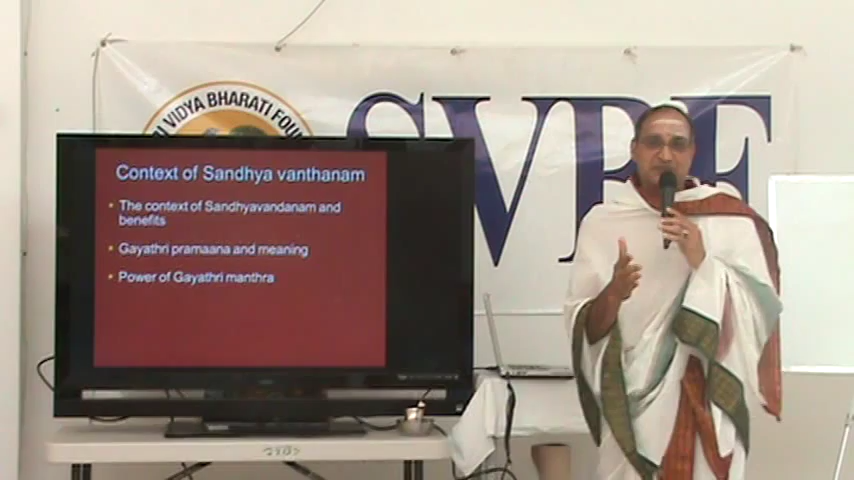 VIDYA BHARATI FOUN
SVBF
Context of Sandhya vanthanam
The context of Sandhyavandanam and
benefits
Gayathri pramaana and meaning
Power of Gayathri manthra